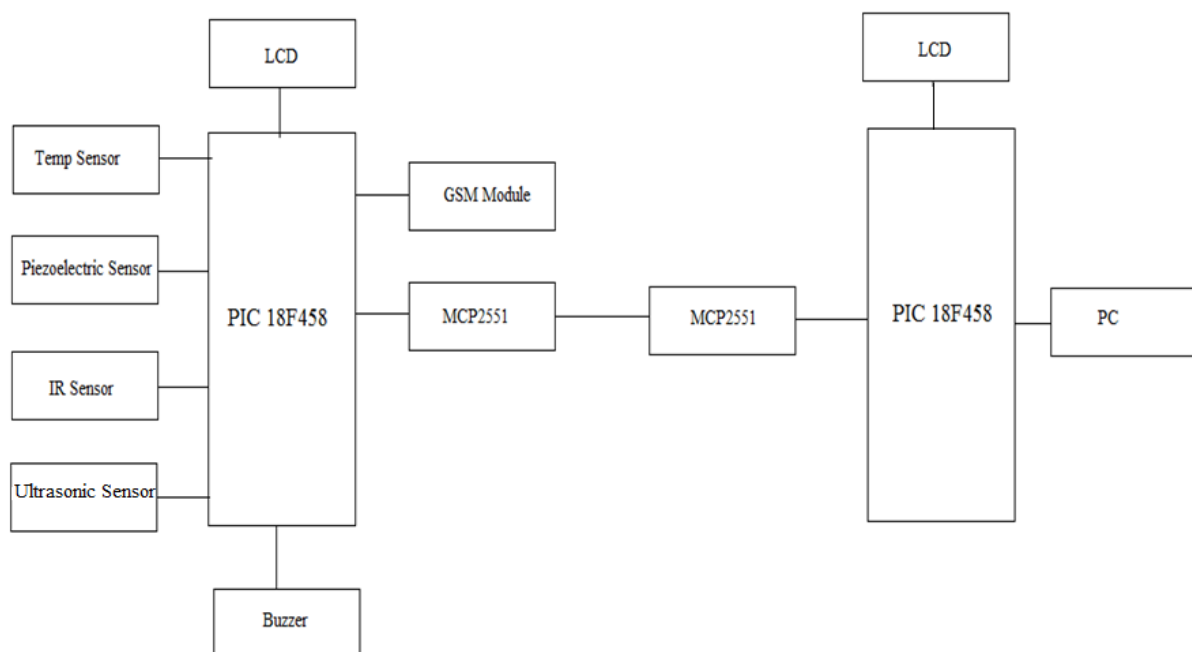 LCD
LCD
Temp Sensor
GSM Module
Piezoelectric Sensor
PIC 18F458
MCP2551
MCP2551
PIC 18F458
PC
IR Sensor
Ultrasonic Sensor
Buzzer